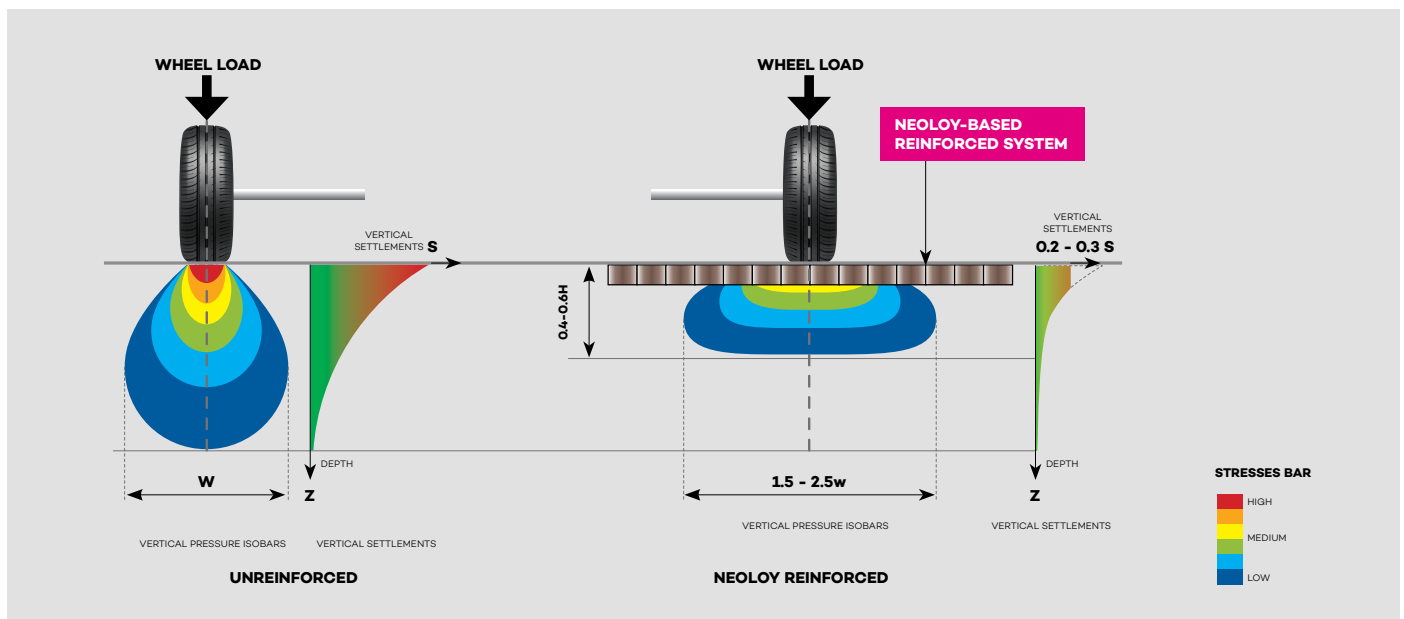 WHEEL LOAD
WHEEL LOAD
NEOLOY-BASED
REINFORCED SYSTEM
VERTICAL
SETTLEMENTS S
VERTICAL
SETTLEMENTS
0.2 - 0.3 S
0.4-0.6H
DEPTH
Z
W
DEPTH
Z
1.5 - 2.5w
VERTICAL PRESSURE ISOBARS
VERTICAL SETTLEMENTS
VERTICAL PRESSURE ISOBARS
VERTICAL SETTLEMENTS
UNREINFORCED
NEOLOY REINFORCED
STRESSES BAR
HIGH
MEDIUM
LOW